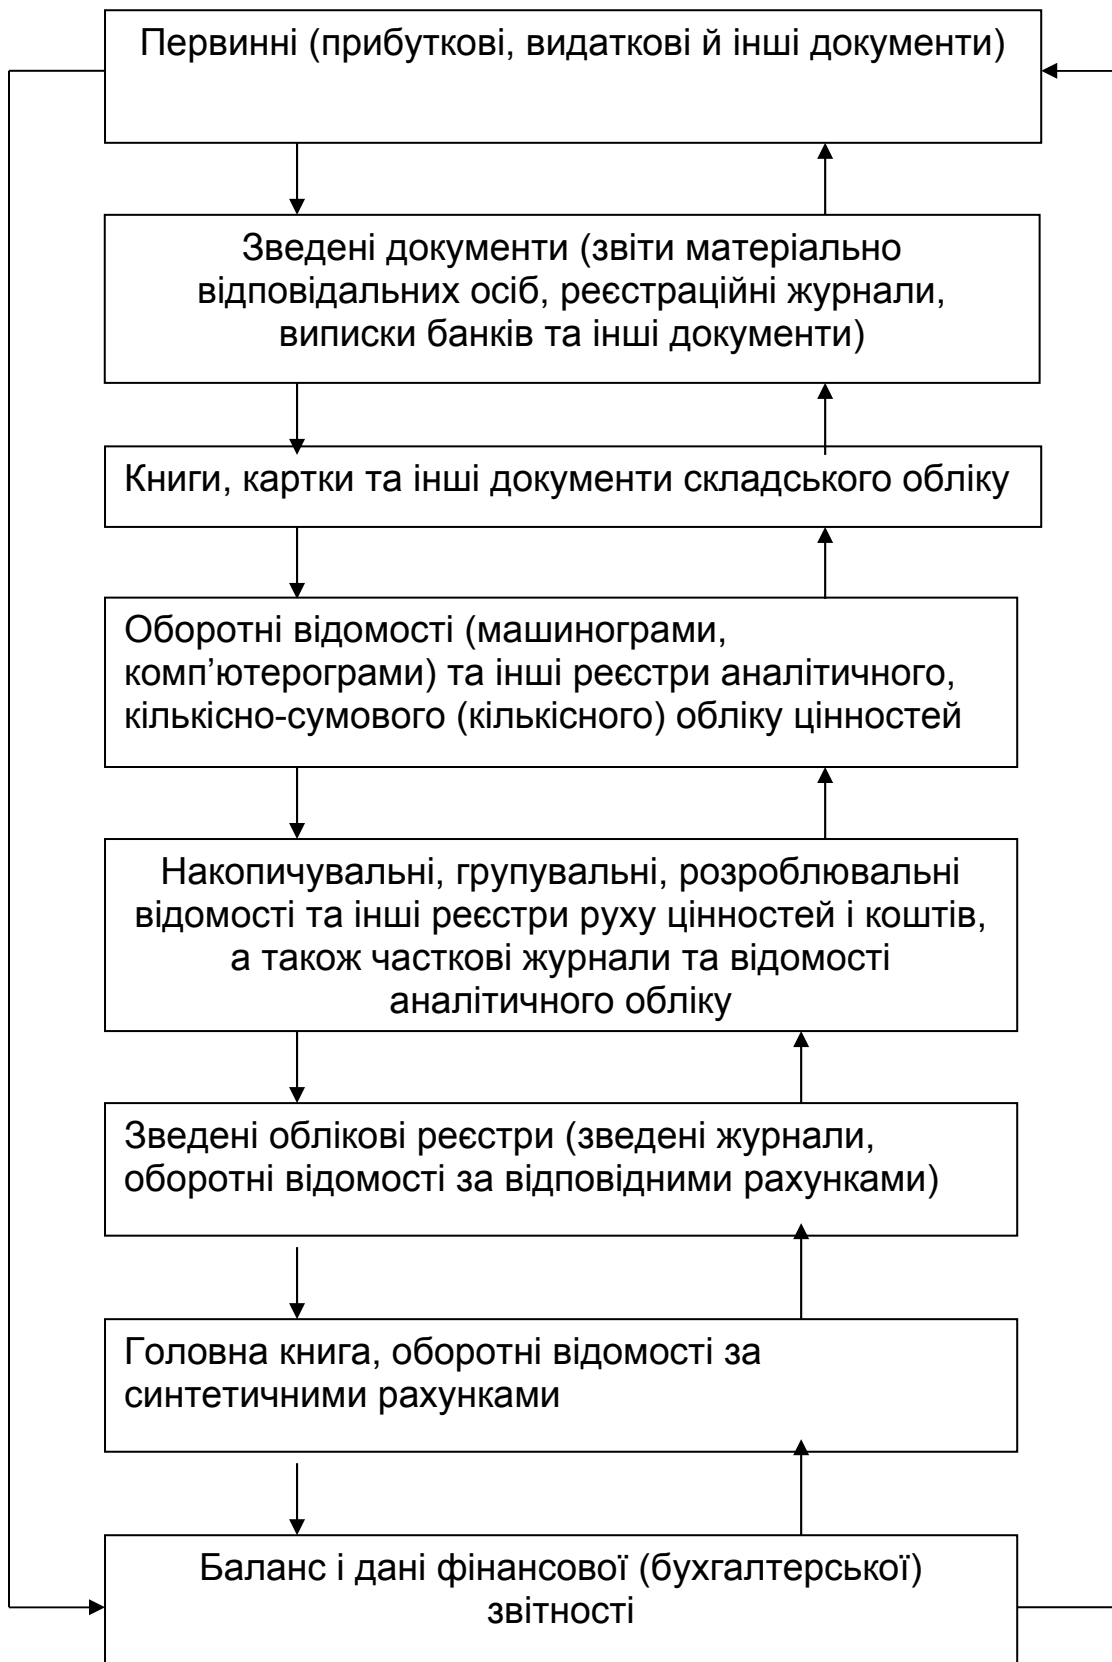 Первинні (прибуткові, видаткові й інші документи)
Зведені документи (звіти матеріально
відповідальних осіб, реєстраційні журнали,
виписки банків та інші документи)
Книги, картки та інші документи складського обліку
Оборотні відомості (машинограми,
комп’ютерограми) та інші реєстри аналітичного,
кількісно-сумового (кількісного) обліку цінностей
Накопичувальні, групувальні, розроблювальні
відомості та інші реєстри руху цінностей і коштів,
а також часткові журнали та відомості
аналітичного обліку
Зведені облікові реєстри (зведені журнали,
оборотні відомості за відповідними рахунками)
Головна книга, оборотні відомості за
синтетичними рахунками
Баланс і дані фінансової (бухгалтерської)
звітності